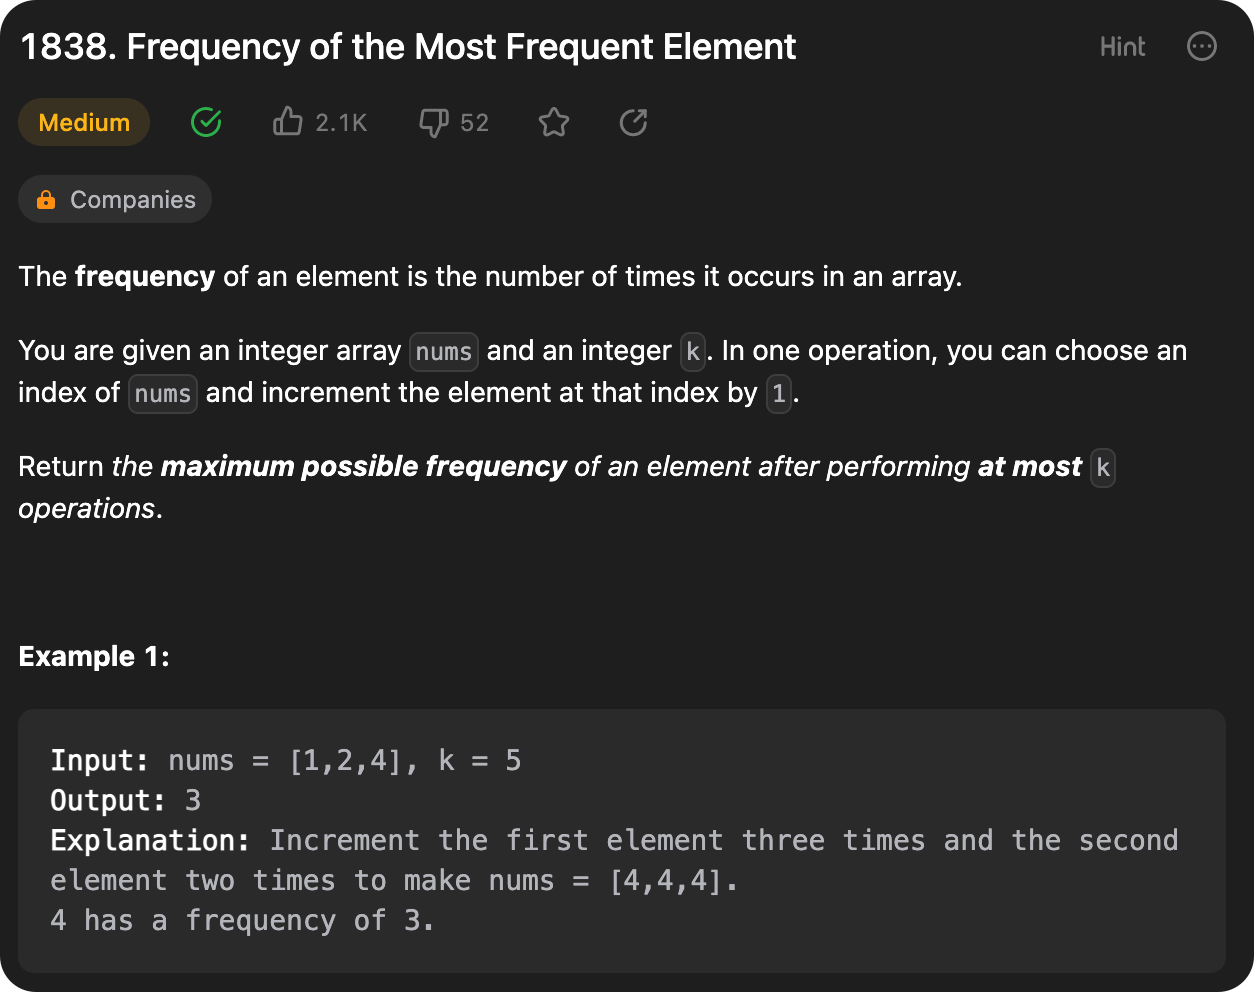 1838. Frequency of the Most Frequent Element
Hint
Medium
2.1K
52
Companies
The frequency of an element is the number of times it occurs in an array.
You are given an integer array nums and an integer k. In one operation, you can choose an
index of nums and increment the element at that index by 1.
Return the maximum possible frequency of an element after performing at most k
operations.
Example 1:
Input: nums = [1,2,4], k = 5
Output: 3
Explanation: Increment the first element three times and the second
element two times to make nums = [4,4,4].
4 has a frequency of 3.